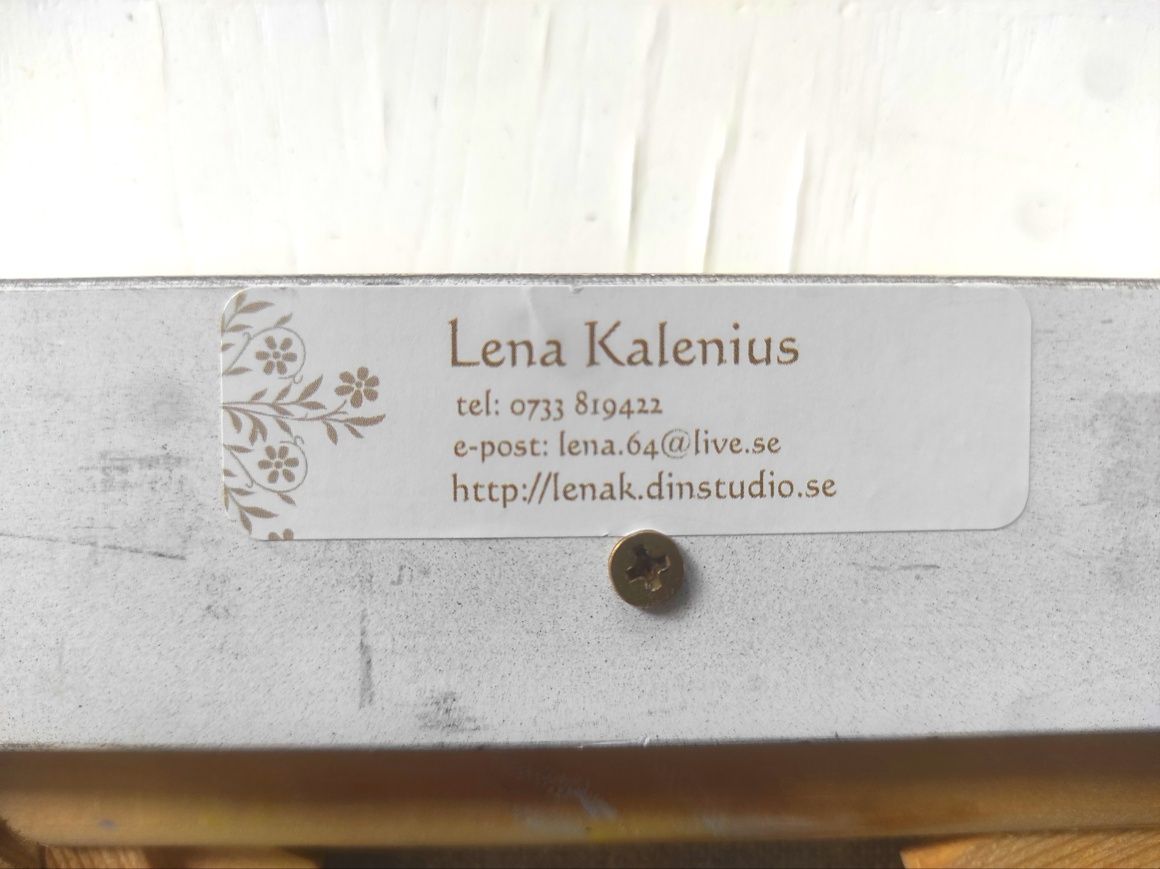 Lena Kalenius
tel: 0733 819422
e-post: lena.64@live.se
http://lenak.dinstudio.se